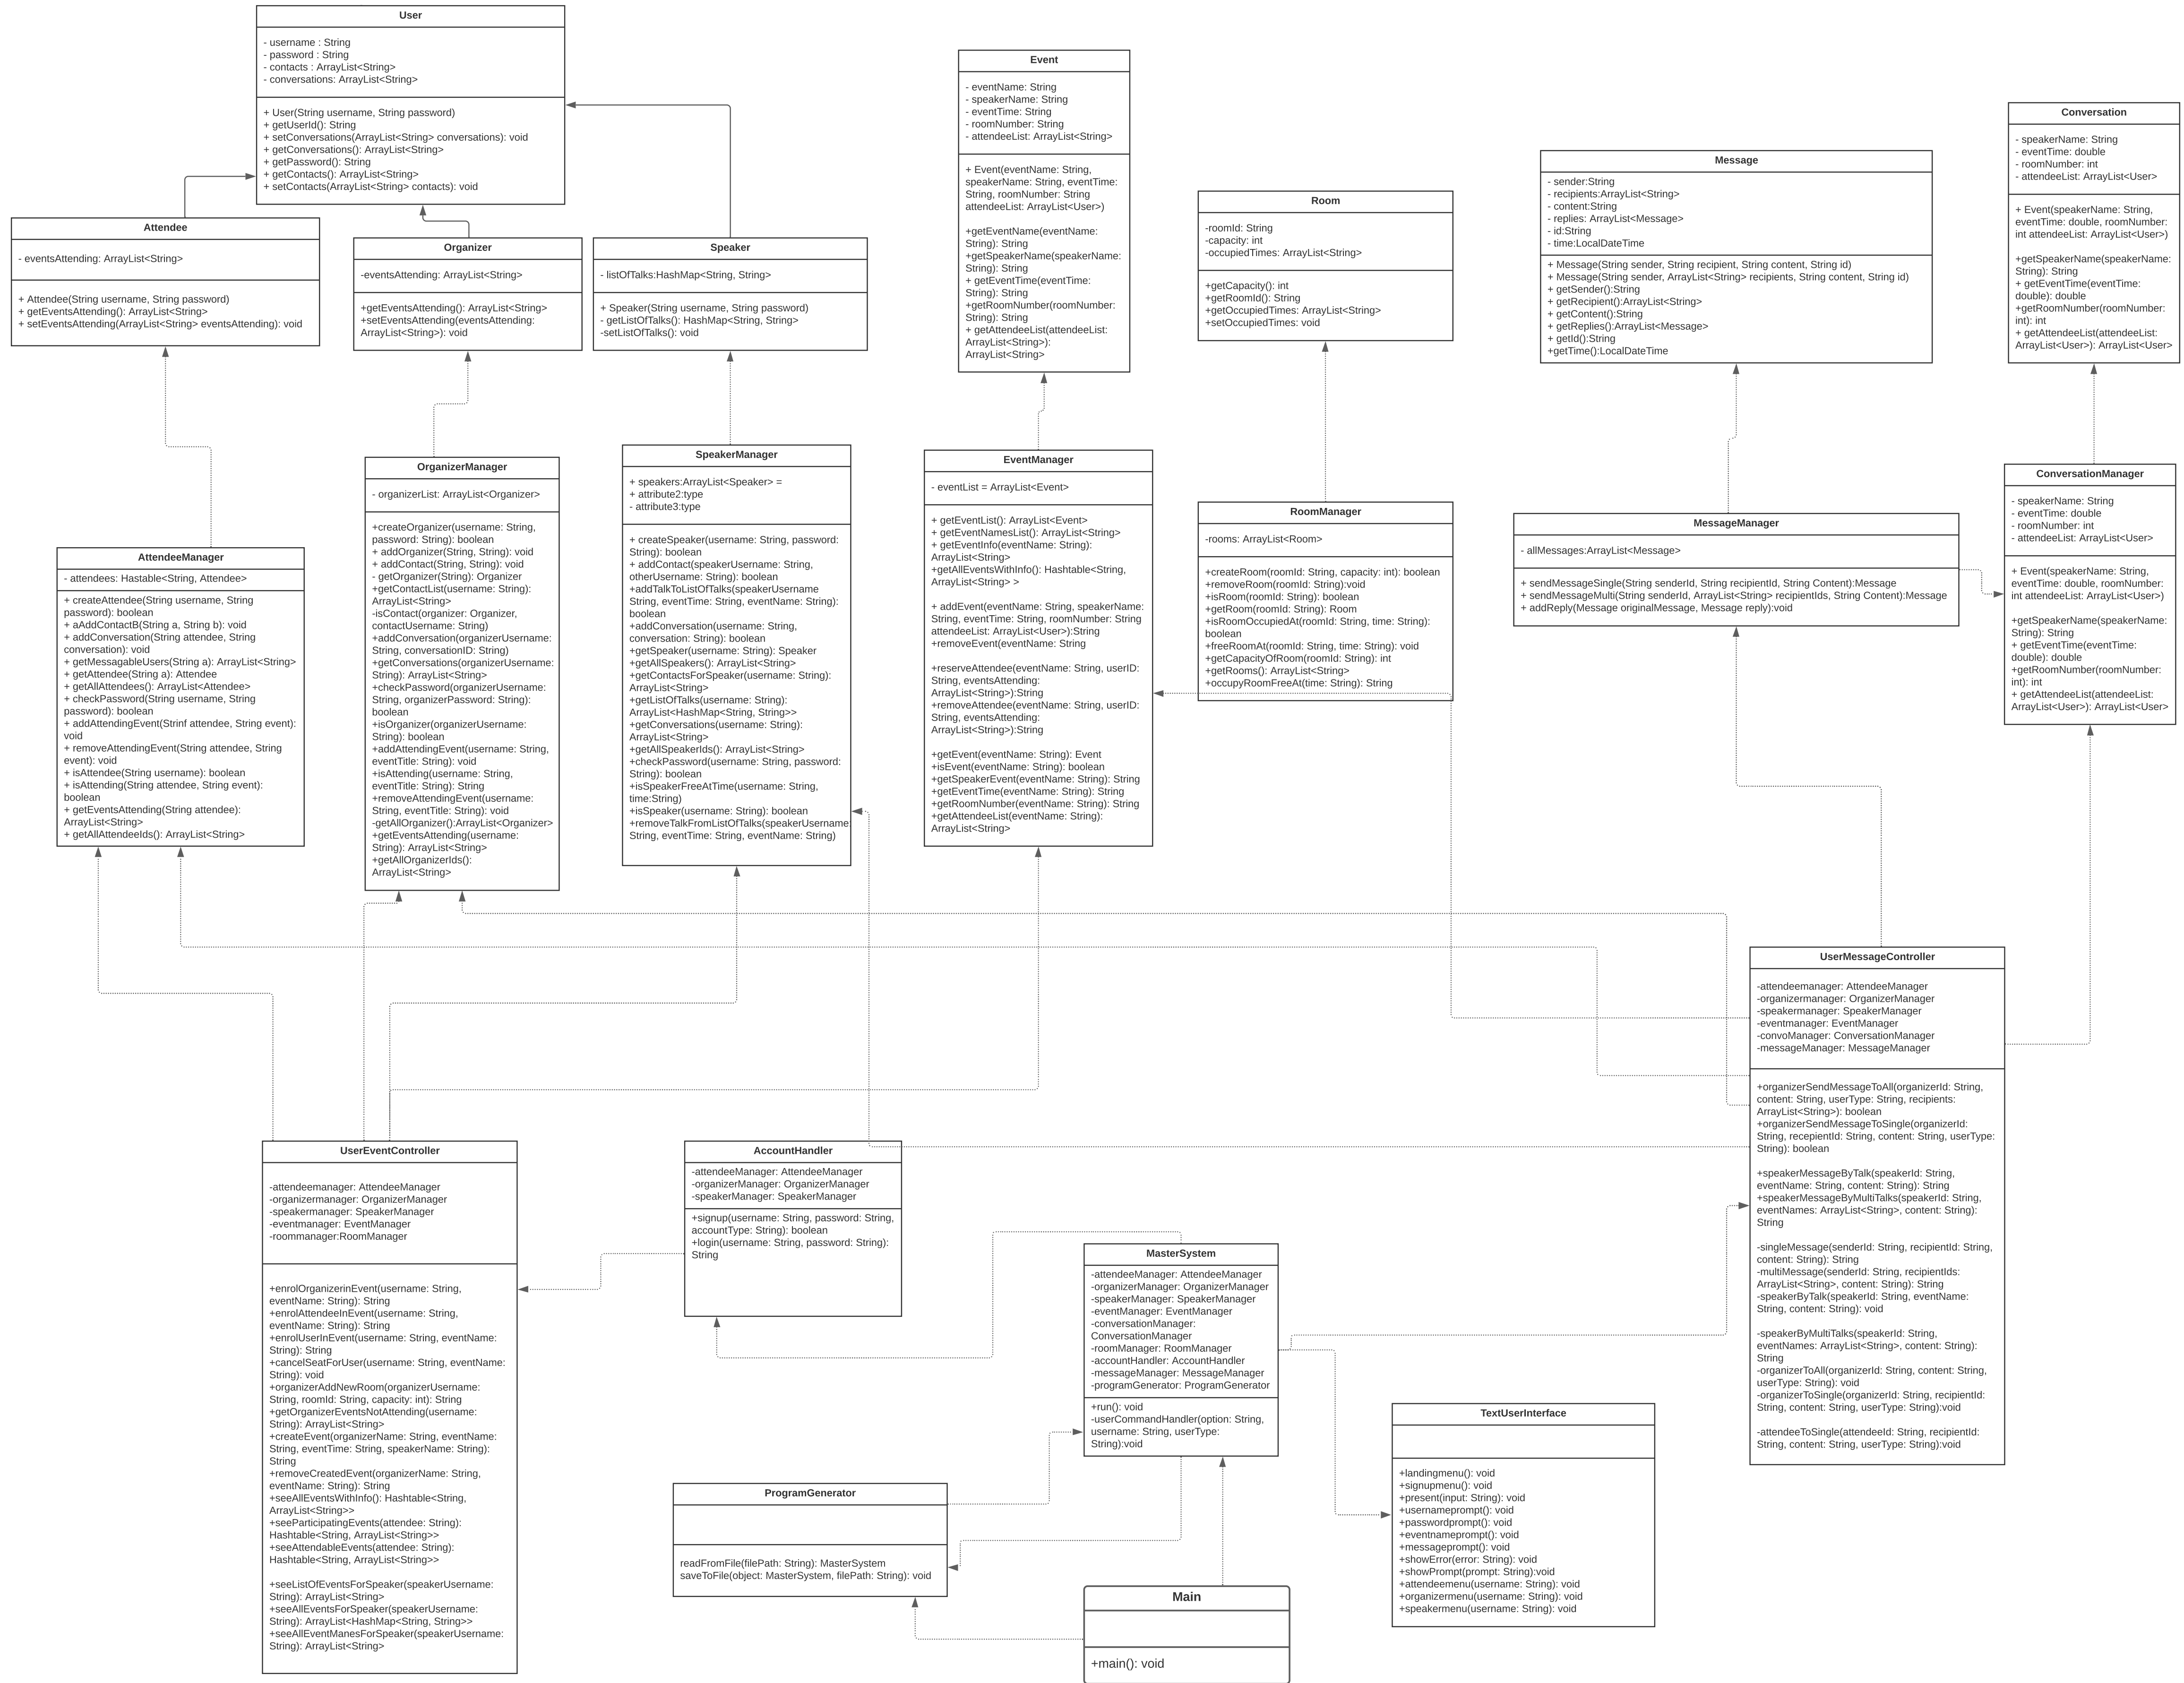 User
- username : String
- password : String
- contacts : ArrayList<String>
- conversations: ArrayList<String>
+ User(String username, String password)
+ getUserId(): String
+ setConversations(ArrayList<String> conversations): void
+ getConversations(): ArrayList<String>
+ getPassword(): String
+ getContacts(): ArrayList<String>
+ setContacts(ArrayList<String> contacts): void
Event
- eventName: String
- speakerName: String
- eventTime: String
- roomNumber: String
- attendeeList: ArrayList<String>
+ Event(eventName: String,
speakerName: String, eventTime:
String, roomNumber: String
attendeeList: ArrayList<User>)
+getEventName(eventName:
String): String
+getSpeakerName(speakerName:
String): String
+ getEventTime(eventTime:
String): String
+getRoomNumber(roomNumber:
String): String
+ getAttendeeList(attendeeList:
ArrayList<String>):
ArrayList<String>
Conversation
- speakerName: String
- eventTime: double
- roomNumber: int
- attendeeList: ArrayList<User>
+ Event(speakerName: String,
eventTime: double, roomNumber:
int attendeeList: ArrayList<User>)
+getSpeakerName(speakerName:
String): String
+ getEventTime(eventTime:
double): double
+getRoomNumber(roomNumber:
int): int
+ getAttendeeList(attendeeList:
ArrayList<User>): ArrayList<User>
Message
- sender:String
- recipients:ArrayList<String>
- content:String
- replies: ArrayList<Message>
- id:String
- time:LocalDateTime
+ Message(String sender, String recipient, String content, String id)
+ Message(String sender, ArrayList<String> recipients, String content, String id)
+ getSender():String
+ getRecipient():ArrayList<String>
+ getContent():String
+ getReplies():ArrayList<Message>
+ getId():String
+getTime():LocalDateTime
Room
-roomId: String
-capacity: int
-occupiedTimes: ArrayList<String>
+getCapacity(): int
+getRoomId(): String
+getOccupiedTimes: ArrayList<String>
+setOccupiedTimes: void
Attendee
- eventsAttending: ArrayList<String>
+ Attendee(String username, String password)
+ getEventsAttending(): ArrayList<String>
+ setEventsAttending(ArrayList<String> eventsAttending): void
Organizer
-eventsAttending: ArrayList<String>
+getEventsAttending(): ArrayList<String>
+setEventsAttending(eventsAttending:
ArrayList<String>): void
Speaker
- listOfTalks:HashMap<String, String>
+ Speaker(String username, String password)
- getListOfTalks(): HashMap<String, String>
-setListOfTalks(): void
AttendeeManager
- attendees: Hastable<String, Attendee>
+ createAttendee(String username, String
password): boolean
+ aAddContactB(String a, String b): void
+ addConversation(String attendee, String
conversation): void
+ getMessagableUsers(String a): ArrayList<String>
+ getAttendee(String a): Attendee
+ getAllAttendees(): ArrayList<Attendee>
+ checkPassword(String username, String
password): boolean
+ addAttendingEvent(Strinf attendee, String event):
void
+ removeAttendingEvent(String attendee, String
event): void
+ isAttendee(String username): boolean
+ isAttending(String attendee, String event):
boolean
+ getEventsAttending(String attendee):
ArrayList<String>
+ getAllAttendeeIds(): ArrayList<String>
OrganizerManager
- organizerList: ArrayList<Organizer>
+createOrganizer(username: String,
password: String): boolean
+ addOrganizer(String, String): void
+ addContact(String, String): void
- getOrganizer(String): Organizer
+getContactList(username: String):
ArrayList<String>
-isContact(organizer: Organizer,
contactUsername: String)
+addConversation(organizerUsername:
String, conversationID: String)
+getConversations(organizerUsername:
String): ArrayList<String>
+checkPassword(organizerUsername:
String, organizerPassword: String):
boolean
+isOrganizer(organizerUsername:
String): boolean
+addAttendingEvent(username: String,
eventTitle: String): void
+isAttending(username: String,
eventTitle: String): String
+removeAttendingEvent(username:
String, eventTitle: String): void
-getAllOrganizer():ArrayList<Organizer>
+getEventsAttending(username:
String): ArrayList<String>
+getAllOrganizerIds():
ArrayList<String>
SpeakerManager
+ speakers:ArrayList<Speaker> =
+ attribute2:type
- attribute3:type
+ createSpeaker(username: String, password:
String): boolean
+ addContact(speakerUsername: String,
otherUsername: String): boolean
+addTalkToListOfTalks(speakerUsername
String, eventTime: String, eventName: String):
boolean
+addConversation(username: String,
conversation: String): boolean
+getSpeaker(username: String): Speaker
+getAllSpeakers(): ArrayList<String>
+getContactsForSpeaker(username: String):
ArrayList<String>
+getListOfTalks(username: String):
ArrayList<HashMap<String, String>>
+getConversations(username: String):
ArrayList<String>
+getAllSpeakerIds(): ArrayList<String>
+checkPassword(username: String, password:
String): boolean
+isSpeakerFreeAtTime(username: String,
time:String)
+isSpeaker(username: String): boolean
+removeTalkFromListOfTalks(speakerUsername:
String, eventTime: String, eventName: String)
EventManager
- eventList = ArrayList<Event>
+ getEventList(): ArrayList<Event>
+ getEventNamesList(): ArrayList<String>
+ getEventInfo(eventName: String):
ArrayList<String>
+getAllEventsWithInfo(): Hashtable<String,
ArrayList<String> >
+ addEvent(eventName: String, speakerName:
String, eventTime: String, roomNumber: String
attendeeList: ArrayList<User>):String
+removeEvent(eventName: String
+reserveAttendee(eventName: String, userID:
String, eventsAttending:
ArrayList<String>):String
+removeAttendee(eventName: String, userID:
String, eventsAttending:
ArrayList<String>):String
+getEvent(eventName: String): Event
+isEvent(eventName: String): boolean
+getSpeakerEvent(eventName: String): String
+getEventTime(eventName: String): String
+getRoomNumber(eventName: String): String
+getAttendeeList(eventName: String):
ArrayList<String>
RoomManager
-rooms: ArrayList<Room>
+createRoom(roomId: String, capacity: int): boolean
+removeRoom(roomId: String):void
+isRoom(roomId: String): boolean
+getRoom(roomId: String): Room
+isRoomOccupiedAt(roomId: String, time: String):
boolean
+freeRoomAt(roomId: String, time: String): void
+getCapacityOfRoom(roomId: String): int
+getRooms(): ArrayList<String>
+occupyRoomFreeAt(time: String): String
MessageManager
- allMessages:ArrayList<Message>
+ sendMessageSingle(String senderId, String recipientId, String Content):Message
+ sendMessageMulti(String senderId, ArrayList<String> recipientIds, String Content):Message
+ addReply(Message originalMessage, Message reply):void
ConversationManager
- speakerName: String
- eventTime: double
- roomNumber: int
- attendeeList: ArrayList<User>
+ Event(speakerName: String,
eventTime: double, roomNumber:
int attendeeList: ArrayList<User>)
+getSpeakerName(speakerName:
String): String
+ getEventTime(eventTime:
double): double
+getRoomNumber(roomNumber:
int): int
+ getAttendeeList(attendeeList:
ArrayList<User>): ArrayList<User>
UserMessageController
-attendeemanager: AttendeeManager
-organizermanager: OrganizerManager
-speakermanager: SpeakerManager
-eventmanager: EventManager
-convoManager: ConversationManager
-messageManager: MessageManager
+organizerSendMessageToAll(organizerId: String,
content: String, userType: String, recipients:
ArrayList<String>): boolean
+organizerSendMessageToSingle(organizerId:
String, recepientId: String, content: String, userType:
String): boolean
+speakerMessageByTalk(speakerId: String,
eventName: String, content: String): String
+speakerMessageByMultiTalks(speakerId: String,
eventNames: ArrayList<String>, content: String):
String
-singleMessage(senderId: String, recipientId: String,
content: String): String
-multiMessage(senderId: String, recipientIds:
ArrayList<String>, content: String): String
-speakerByTalk(speakerId: String, eventName:
String, content: String): void
-speakerByMultiTalks(speakerId: String,
eventNames: ArrayList<String>, content: String):
String
-organizerToAll(organizerId: String, content: String,
userType: String): void
-organizerToSingle(organizerId: String, recipientId:
String, content: String, userType: String):void
-attendeeToSingle(attendeeId: String, recipientId:
String, content: String, userType: String):void
UserEventController
-attendeemanager: AttendeeManager
-organizermanager: OrganizerManager
-speakermanager: SpeakerManager
-eventmanager: EventManager
-roommanager:RoomManager
+enrolOrganizerinEvent(username: String,
eventName: String): String
+enrolAttendeeInEvent(username: String,
eventName: String): String
+enrolUserInEvent(username: String, eventName:
String): String
+cancelSeatForUser(username: String, eventName:
String): void
+organizerAddNewRoom(organizerUsername:
String, roomId: String, capacity: int): String
+getOrganizerEventsNotAttending(username:
String): ArrayList<String>
+createEvent(organizerName: String, eventName:
String, eventTime: String, speakerName: String):
String
+removeCreatedEvent(organizerName: String,
eventName: String): String
+seeAllEventsWithInfo(): Hashtable<String,
ArrayList<String>>
+seeParticipatingEvents(attendee: String):
Hashtable<String, ArrayList<String>>
+seeAttendableEvents(attendee: String):
Hashtable<String, ArrayList<String>>
+seeListOfEventsForSpeaker(speakerUsername:
String): ArrayList<String>
+seeAllEventsForSpeaker(speakerUsername:
String): ArrayList<HashMap<String, String>>
+seeAllEventManesForSpeaker(speakerUsername:
String): ArrayList<String>
AccountHandler
-attendeeManager: AttendeeManager
-organizerManager: OrganizerManager
-speakerManager: SpeakerManager
+signup(username: String, password: String,
accountType: String): boolean
+login(username: String, password: String):
String
MasterSystem
-attendeeManager: AttendeeManager
-organizerManager: OrganizerManager
-speakerManager: SpeakerManager
-eventManager: EventManager
-conversationManager:
ConversationManager
-roomManager: RoomManager
-accountHandler: AccountHandler
-messageManager: MessageManager
-programGenerator: ProgramGenerator
+run(): void
-userCommandHandler(option: String,
username: String, userType:
String):void
TextUserInterface
+landingmenu(): void
+signupmenu(): void
+present(input: String): void
+usernameprompt(): void
+passwordprompt(): void
+eventnameprompt(): void
+messageprompt(): void
+showError(error: String): void
+showPrompt(prompt: String):void
+attendeemenu(username: String): void
+organizermenu(username: String): void
+speakermenu(username: String): void
ProgramGenerator
readFromFile(filePath: String): MasterSystem
saveToFile(object: MasterSystem, filePath: String): void
Main
+main(): void